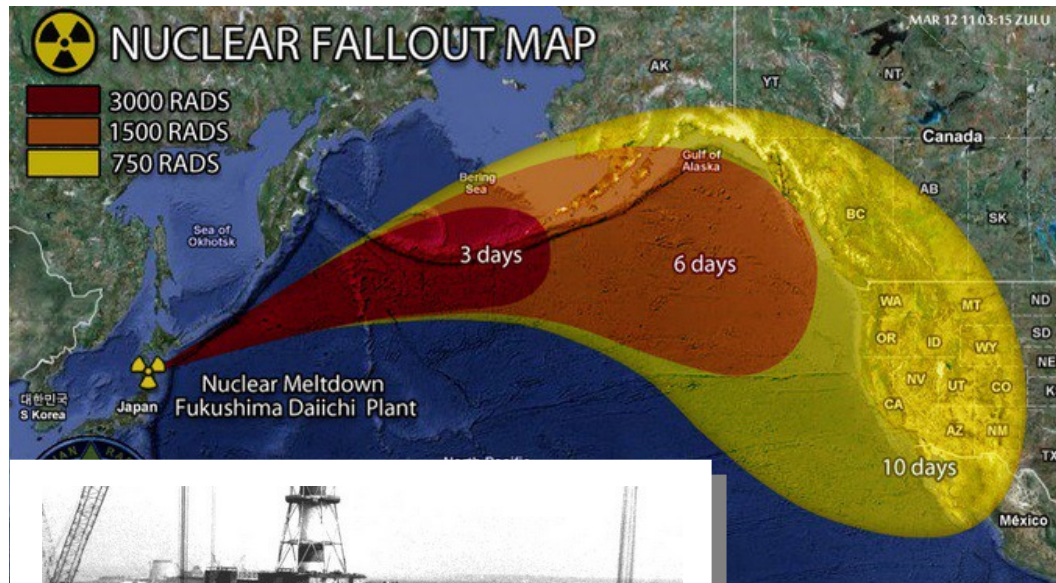 MAR 12 11 03:15 ZULU
NUCLEAR FALLOUT MAP
3000 RADS
1500 RADS
750 RADS
AK
YT
NT
Canada
Gulf of
Alaska
Bering
Sea
Sea of
Okhotsk
AB
BC
SK
3 days
6 days
WA
MT
ND
OR
ID
SD
WY
NE
NV
UT
CO
K
CA
AZ
NM
TX
Nuclear Meltdown
Fukushima Daiichi Plant
대한민국
S Korea
Japan
10 days
México
North Pacific